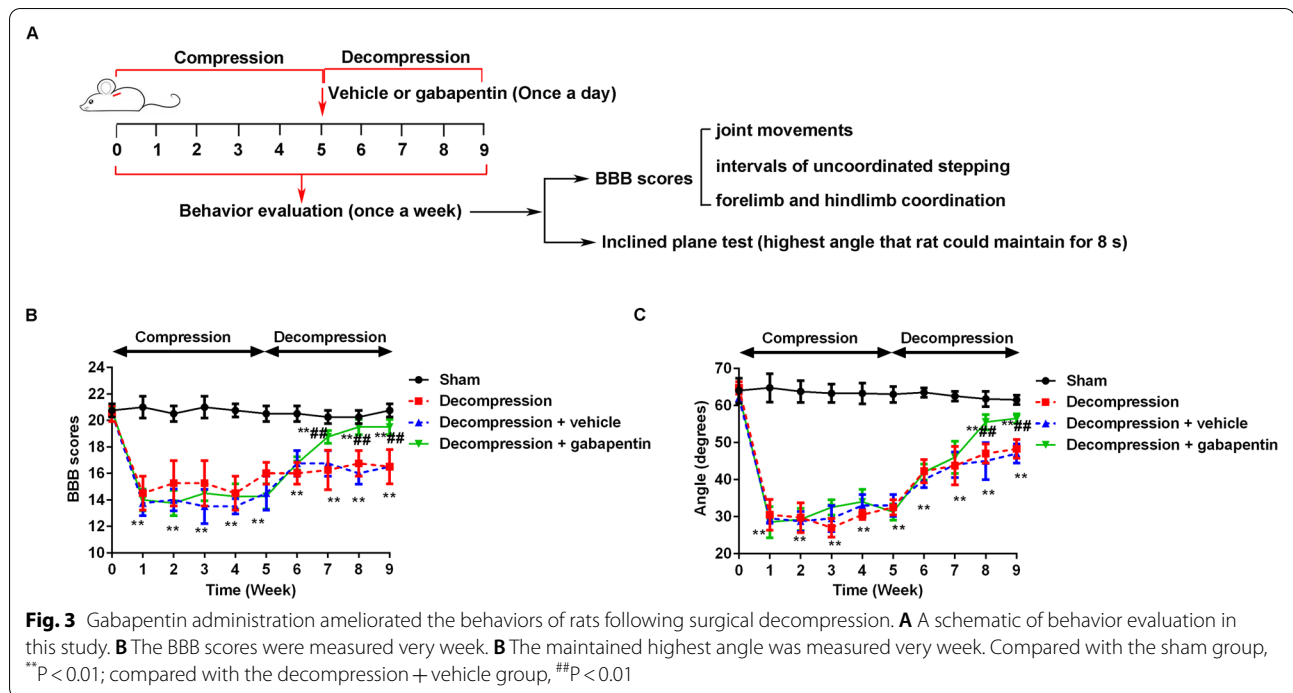 A
Compression
Decompression
Vehicle or gabapentin (Once a day)
0 1 2 3 4 5 6 7 8 9
Behavior evaluation (once a week)
BBB scores
joint movements
intervals of uncoordinated stepping
forelimb and hindlimb coordination
Inclined plane test (highest angle that rat could maintain for 8 s)
B
Compression Decompression
24
22
20
18
16
14
12
10
BBB scores
** ** ** ** ** ** ** ** **
**## **## **##
0 1 2 3 4 5 6 7 8 9
Time (Week)
Sham
Decompression
Decompression + vehicle
Decompression + gabapentin
C
Compression Decompression
70
60
50
40
30
20
Angle (degrees)
** ** ** ** ** ** ** ** **
**## **##
0 1 2 3 4 5 6 7 8 9
Time (Week)
Sham
Decompression
Decompression + vehicle
Decompression + gabapentin
Fig. 3 Gabapentin administration ameliorated the behaviors of rats following surgical decompression. A A schematic of behavior evaluation in
this study. B The BBB scores were measured very week. B The maintained highest angle was measured very week. Compared with the sham group,
**P < 0.01; compared with the decompression + vehicle group, ##P < 0.01